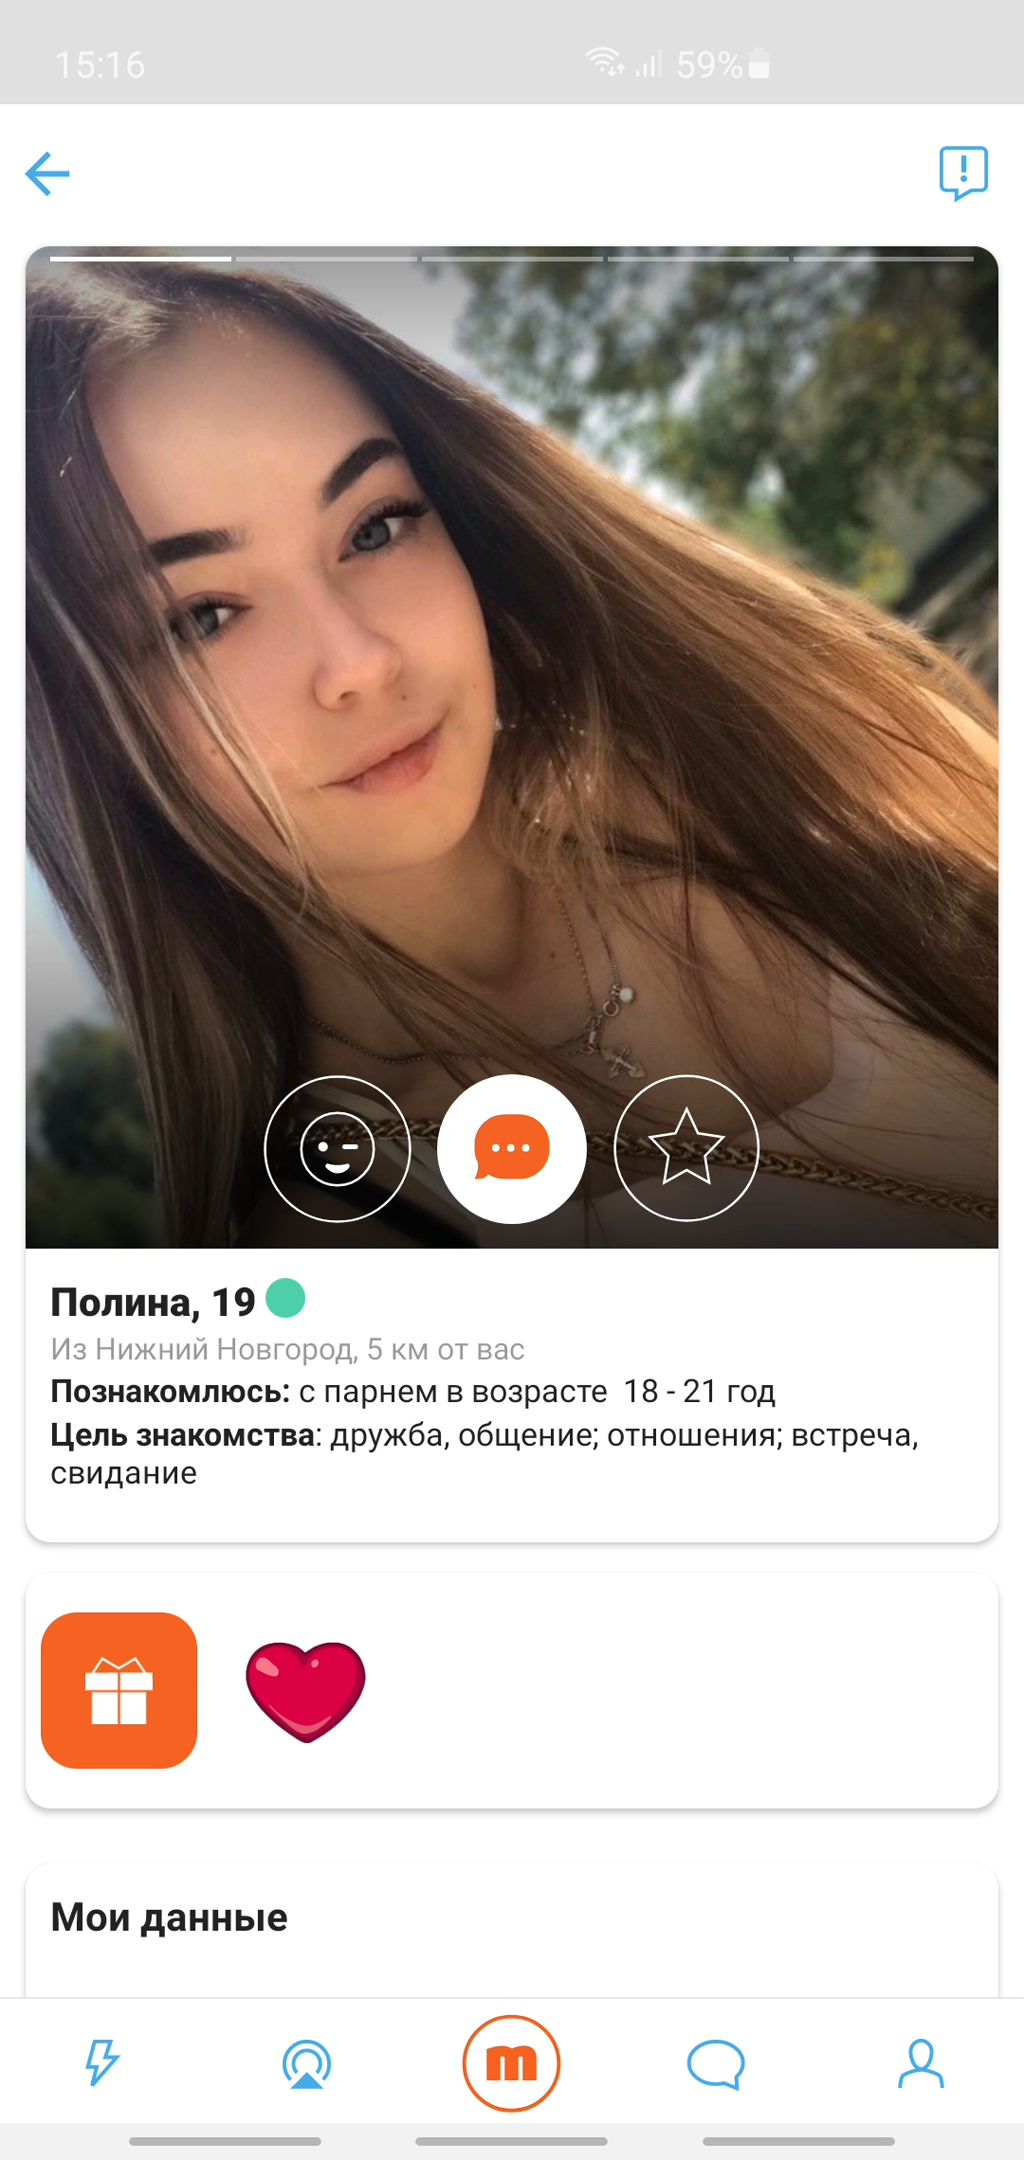 15:16
59%
Полина, 19
Из Нижний Новгород, 5 км от вас
Познакомлюсь: с парнем в возрасте  18 - 21 год
Цель знакомства: дружба, общение; отношения; встреча,
свидание
Мои данные
m